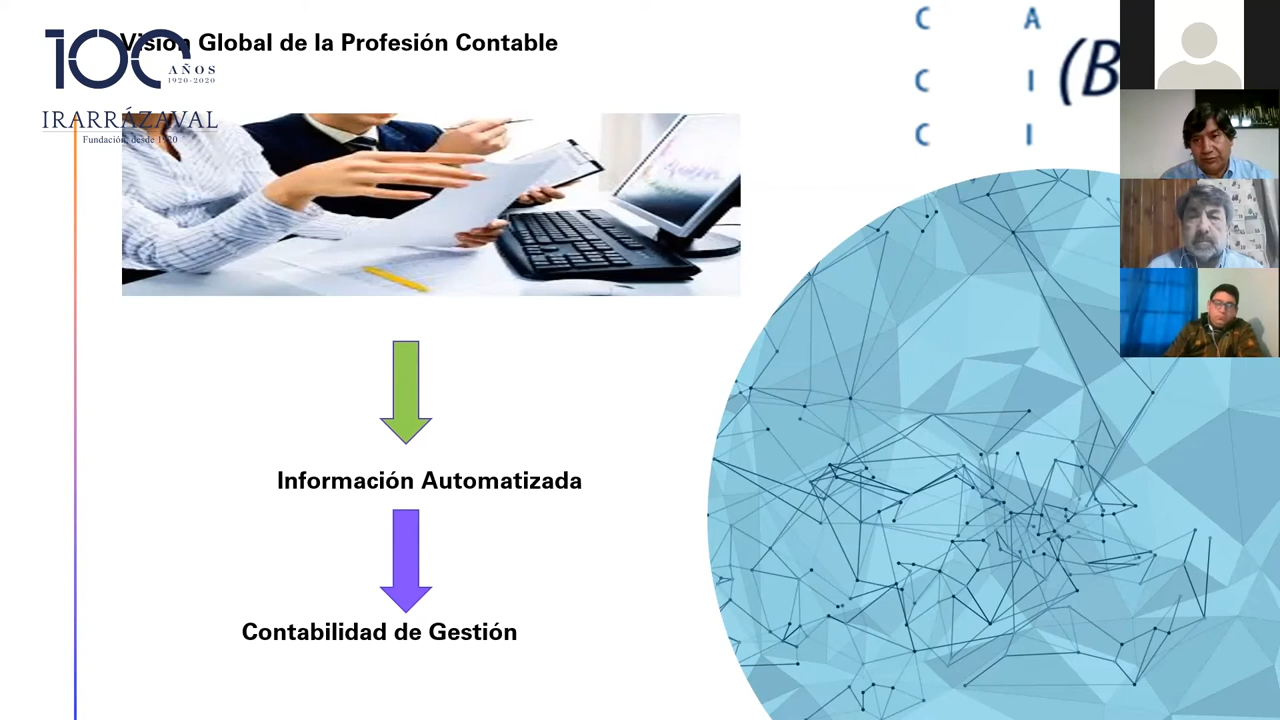 Visión Global de la Profesión Contable
100
AÑOS
1920-2020
IRARRÁZAVAL
Fundación, desde 1920
C A
C I
C I
(B
Información Automatizada
Contabilidad de Gestión